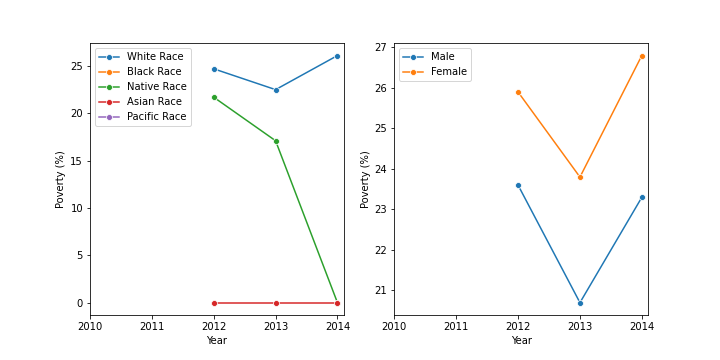 White Race
Black Race
Native Race
Asian Race
Pacific Race
25
20
15
10
5
0
Poverty (%)
2010 2011 2012 2013 2014
Year
Male
Female
27
26
25
24
23
22
21
Poverty (%)
2010 2011 2012 2013 2014
Year